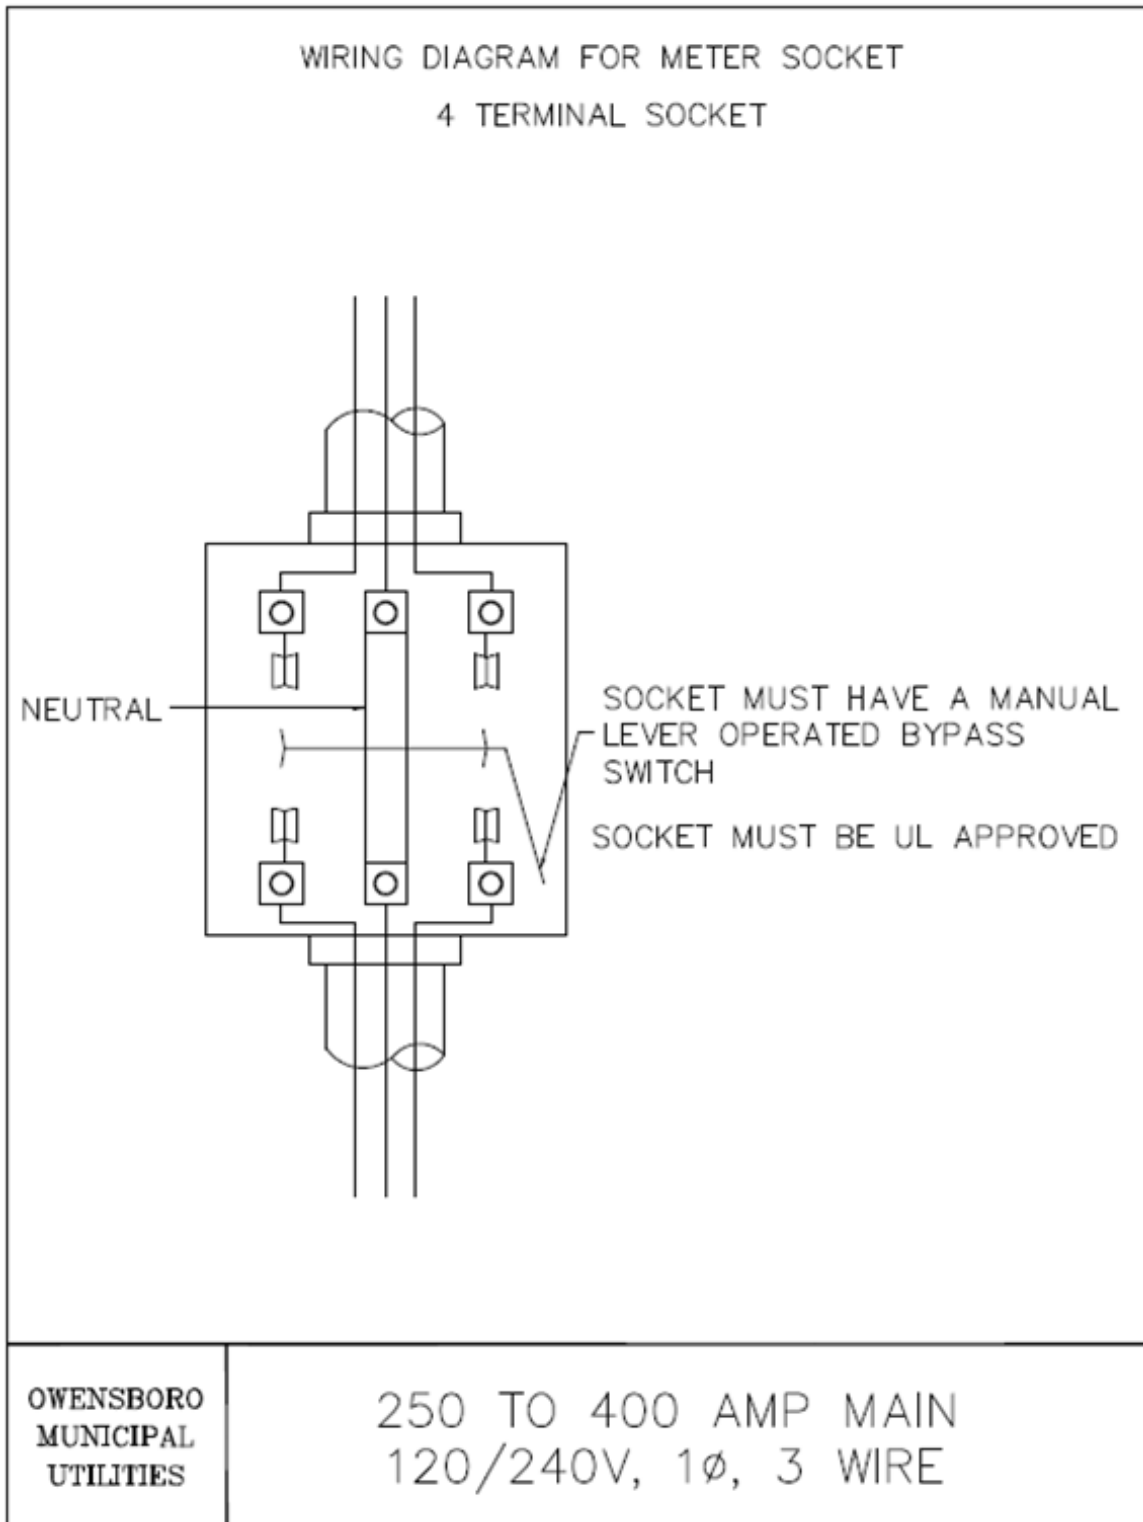 WIRING DIAGRAM FOR METER SOCKET
4 TERMINAL SOCKET
NEUTRAL
SOCKET MUST HAVE A MANUAL
LEVER OPERATED BYPASS
SWITCH
SOCKET MUST BE UL APPROVED
OWENSBORO
MUNICIPAL
UTILITIES
250 TO 400 AMP MAIN
120/240V, 1ø, 3 WIRE